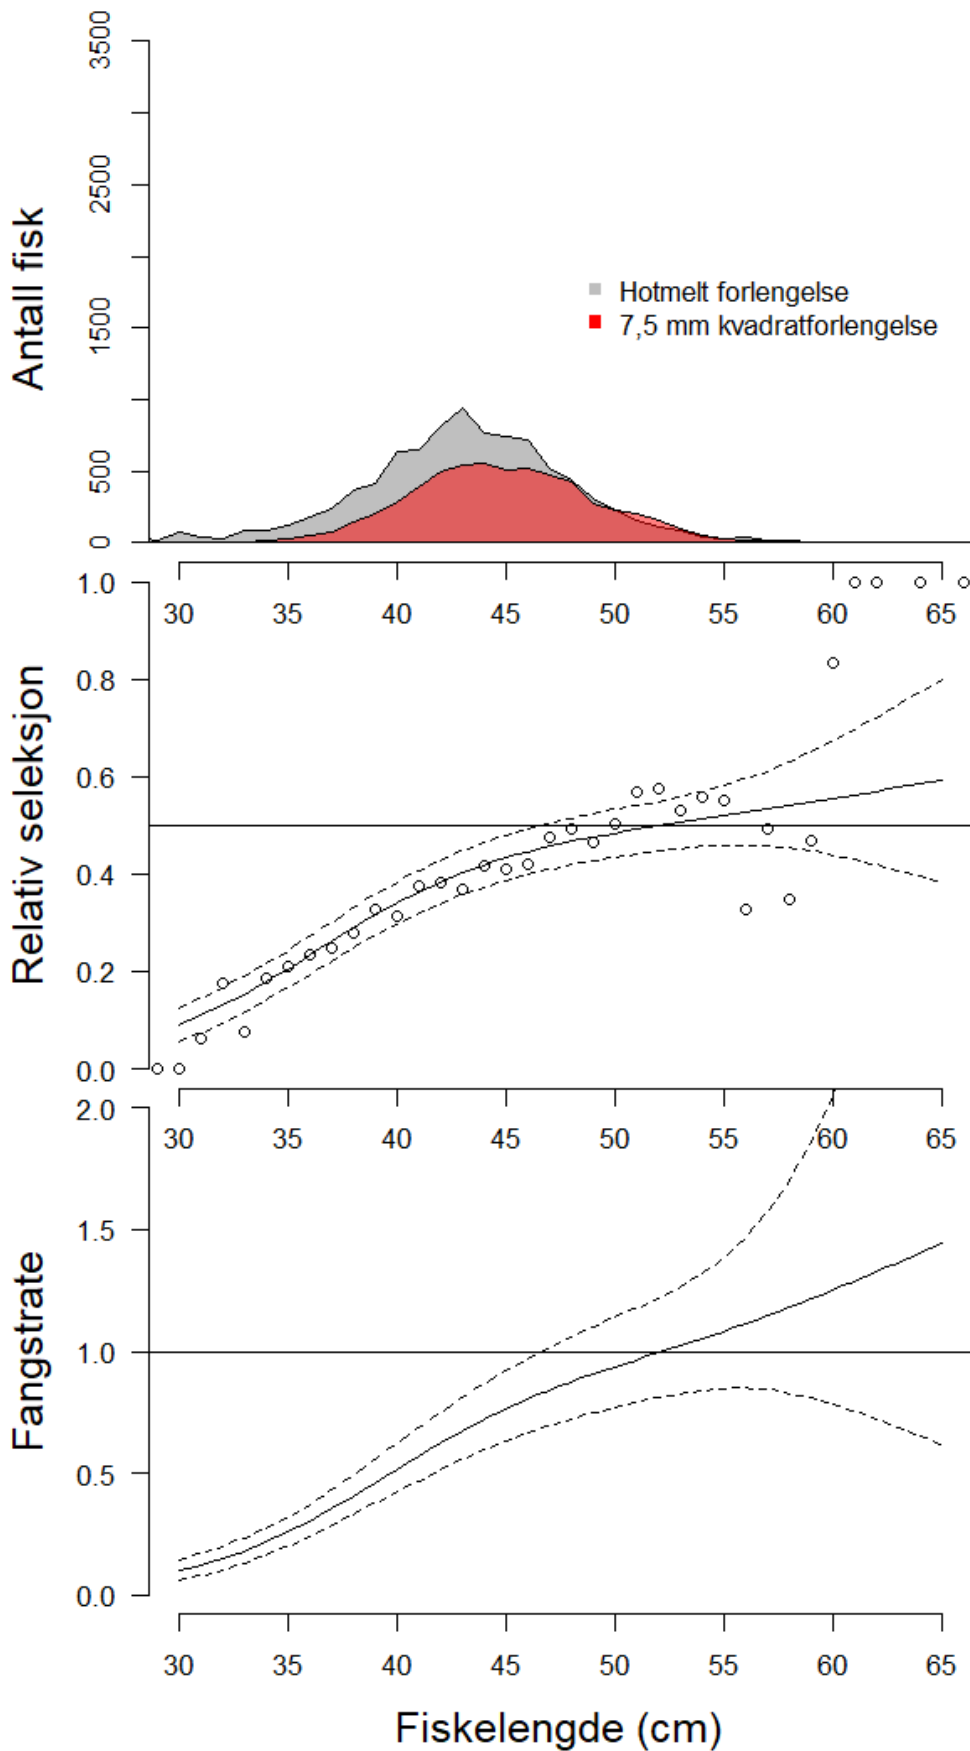 Antall fisk
3500
2500
1500
500
0
Hotmelt forlengelse
7,5 mm kvadratforlengelse
30 35 40 45 50 55 60 65
Relativ seleksjon
1.0
0.8
0.6
0.4
0.2
0.0
30 35 40 45 50 55 60 65
Fangstrate
2.0
1.5
1.0
0.5
0.0
30 35 40 45 50 55 60 65
Fiskelengde (cm)